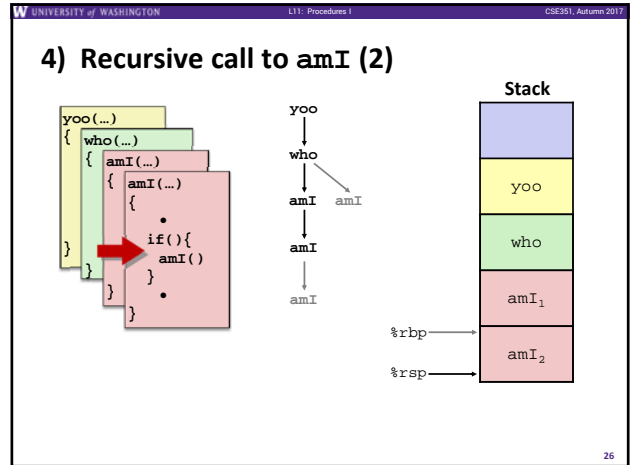 W UNIVERSITY of WASHINGTON
L11: Procedures I
CSE351, Autumn 2017
4) Recursive call to amI (2)
yoo(…)
{
}
who(…)
{
}
amI(…)
{
}
amI(…)
{
•
if(){
amI()
}
•
}
yoo
who
amI amI
amI
amI
Stack
yoo
who
amI₁
%rbp
amI₂
%rsp
26